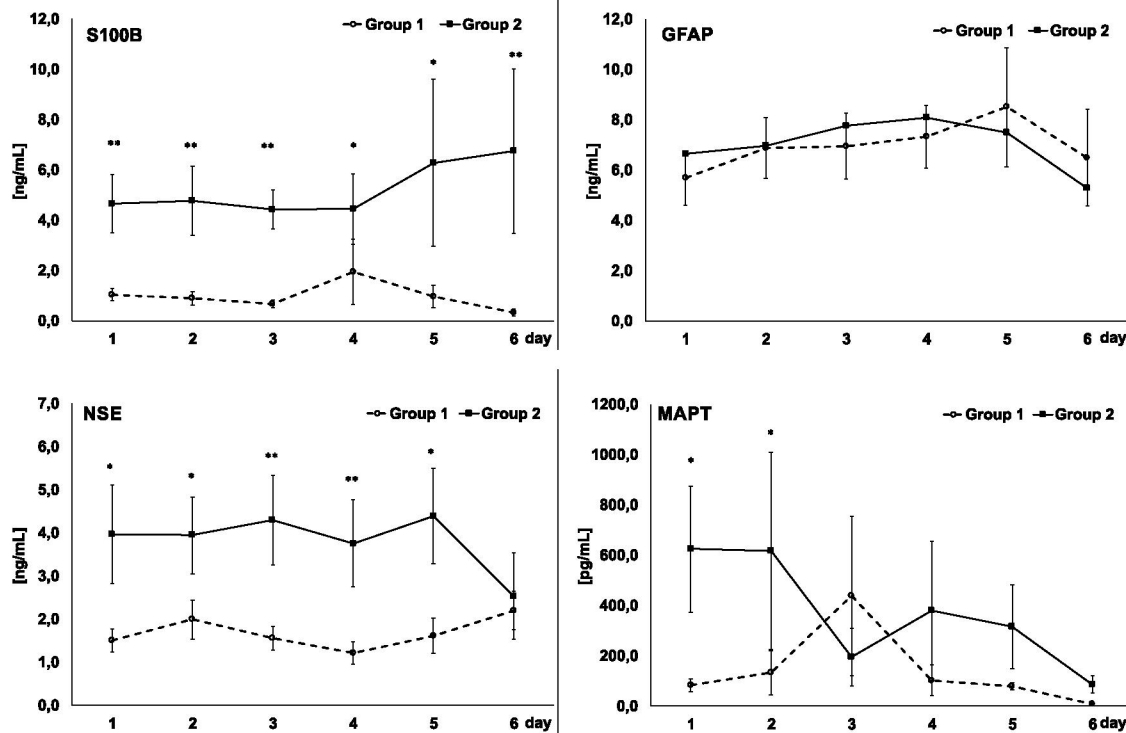 S100B
Group 1 Group 2
[ng/mL]
12,0
10,0
8,0
6,0
4,0
2,0
0,0
** ** ** * * **
1 2 3 4 5 6 day
GFAP
Group 1 Group 2
[ng/mL]
12,0
10,0
8,0
6,0
4,0
2,0
0,0
1 2 3 4 5 6 day
NSE
Group 1 Group 2
[ng/mL]
7,0
6,0
5,0
4,0
3,0
2,0
1,0
0,0
* * ** ** *
1 2 3 4 5 6 day
MAPT
Group 1 Group 2
[pg/mL]
1200,0
1000,0
800,0
600,0
400,0
200,0
0,0
* *
1 2 3 4 5 6 day